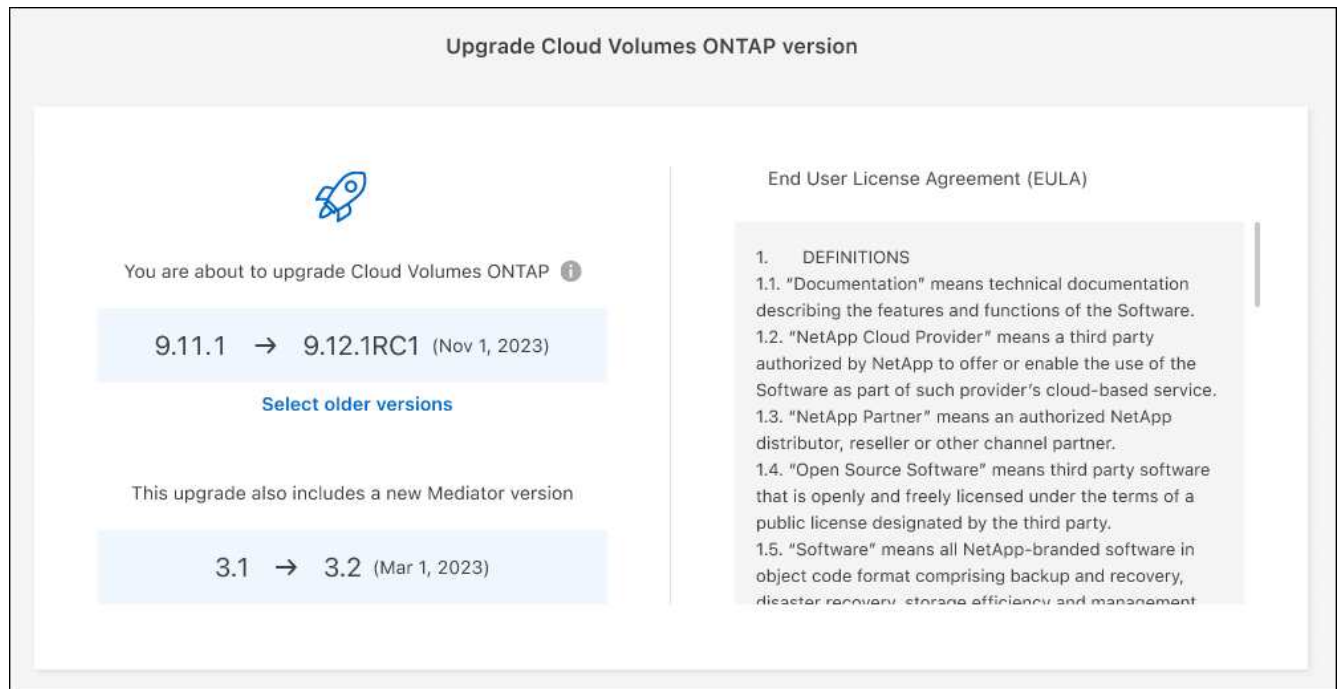 Upgrade Cloud Volumes ONTAP version
You are about to upgrade Cloud Volumes ONTAP
9.11.1 → 9.12.1RC1 (Nov 1, 2023)
Select older versions
This upgrade also includes a new Mediator version
3.1 → 3.2 (Mar 1, 2023)
End User License Agreement (EULA)
1. DEFINITIONS
1.1. “Documentation” means technical documentation
describing the features and functions of the Software.
1.2. “NetApp Cloud Provider” means a third party
authorized by NetApp to offer or enable the use of the
Software as part of such provider’s cloud-based service.
1.3. “NetApp Partner” means an authorized NetApp
distributor, reseller or other channel partner.
1.4. “Open Source Software” means third party software
that is openly and freely licensed under the terms of a
public license designated by the third party.
1.5. “Software” means all NetApp-branded software in
object code format comprising backup and recovery,
disaster recovery, storage efficiency and management